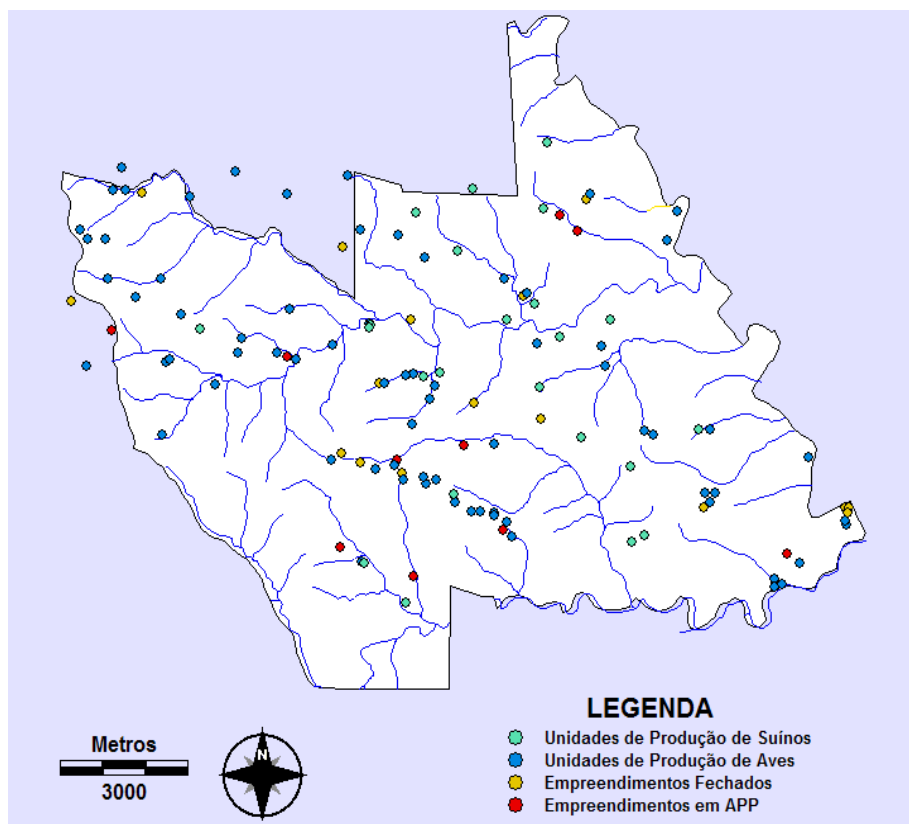 LEGENDA
Unidades de Produção de Suínos
Unidades de Produção de Aves
Empreendimentos Fechados
Empreendimentos em APP
Metros
3000
N